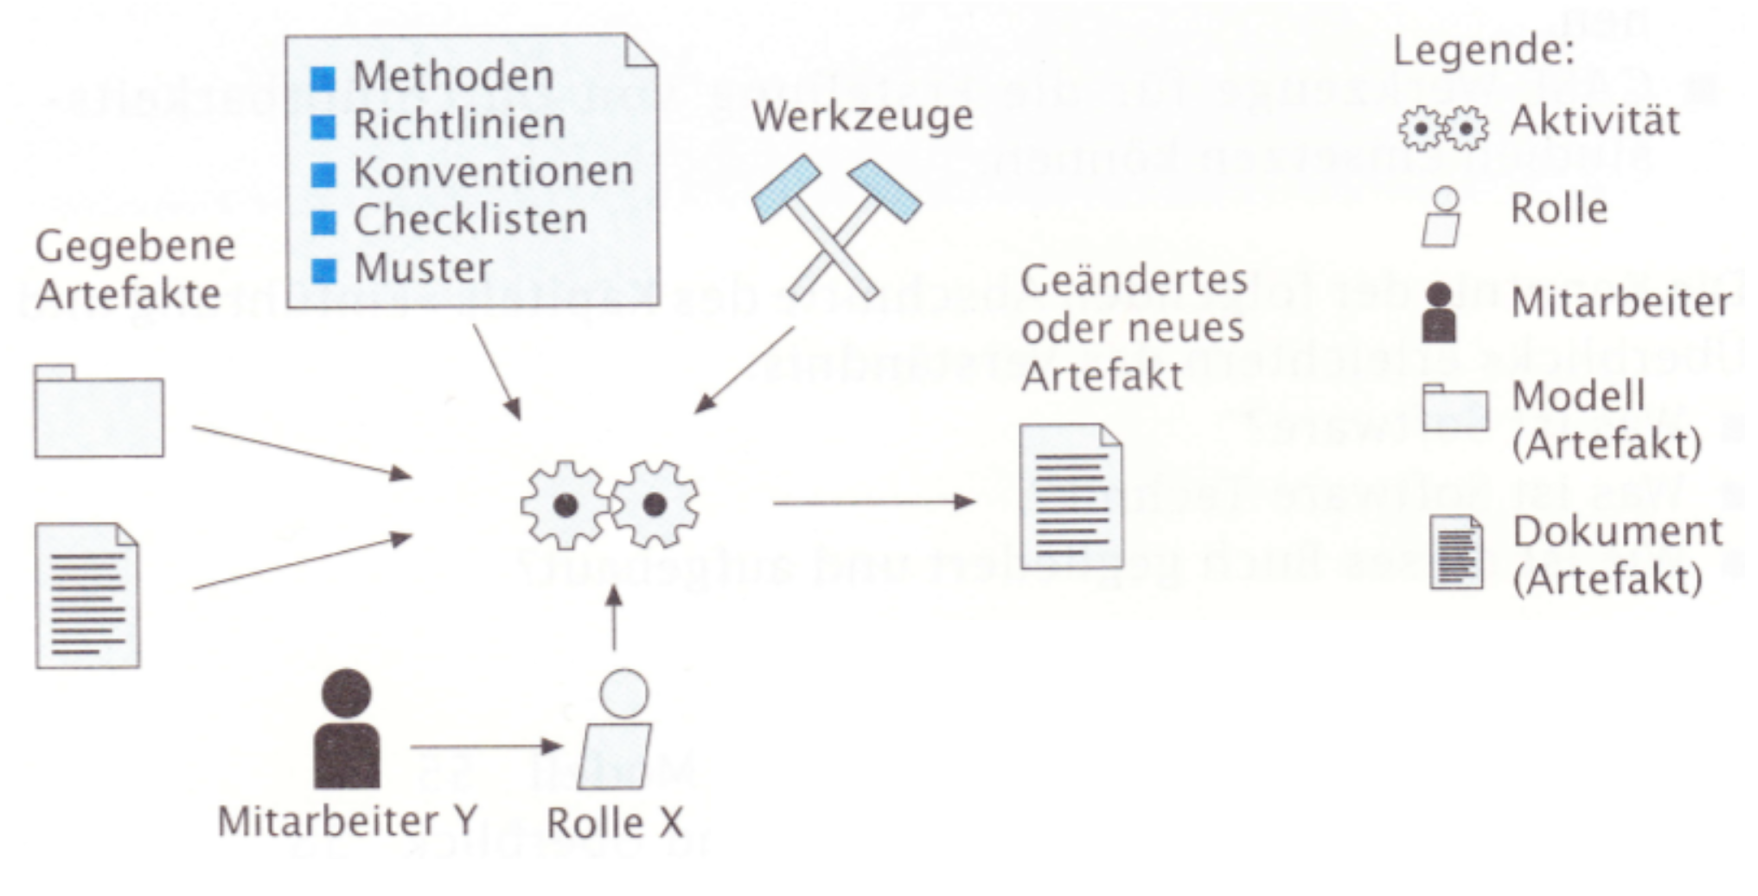 Methoden
Richtlinien
Konventionen
Checklisten
Muster
Werkzeuge
Gegebene
Artefakte
Geändertes
oder neues
Artefakt
Mitarbeiter Y
Rolle X
Legende:
Aktivität
Rolle
Mitarbeiter
Modell
(Artefakt)
Dokument
(Artefakt)